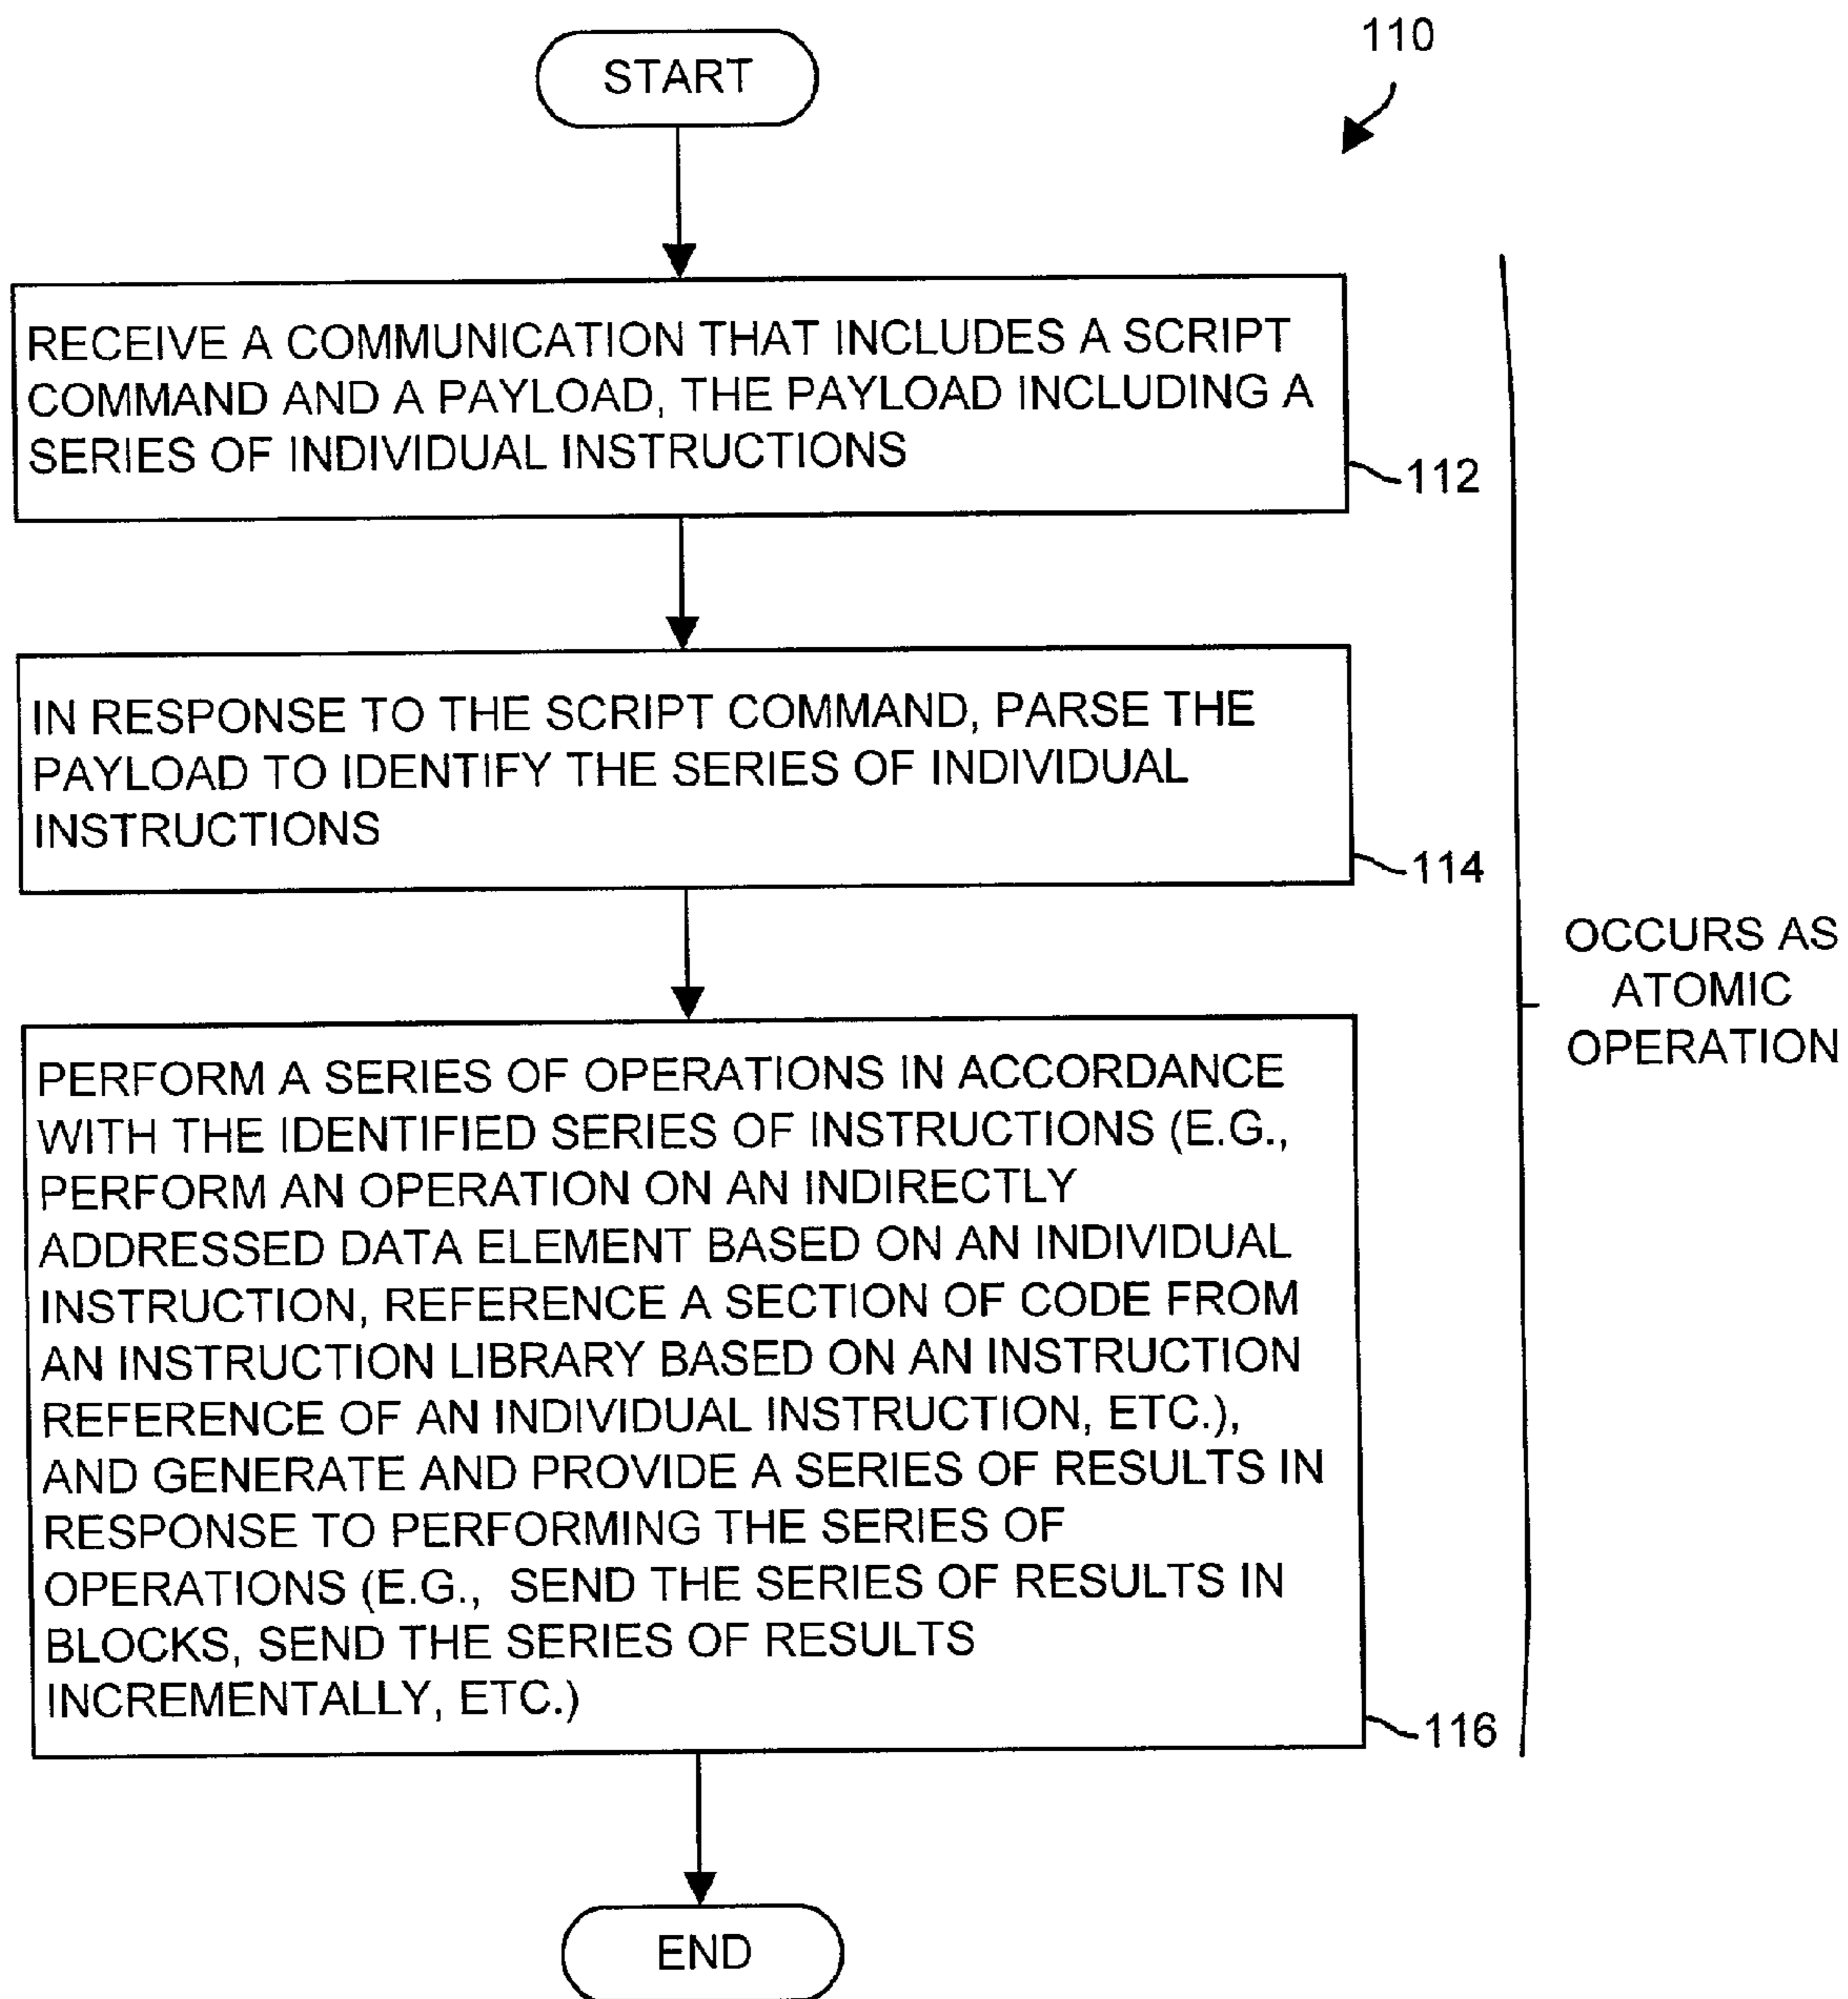 110
START
RECEIVE A COMMUNICATION THAT INCLUDES A SCRIPT
COMMAND AND A PAYLOAD, THE PAYLOAD INCLUDING A
SERIES OF INDIVIDUAL INSTRUCTIONS
112
IN RESPONSE TO THE SCRIPT COMMAND, PARSE THE
PAYLOAD TO IDENTIFY THE SERIES OF INDIVIDUAL
INSTRUCTIONS
114
OCCURS AS
ATOMIC
OPERATION
PERFORM A SERIES OF OPERATIONS IN ACCORDANCE
WITH THE IDENTIFIED SERIES OF INSTRUCTIONS (E.G.,
PERFORM AN OPERATION ON AN INDIRECTLY
ADDRESSED DATA ELEMENT BASED ON AN INDIVIDUAL
INSTRUCTION, REFERENCE A SECTION OF CODE FROM
AN INSTRUCTION LIBRARY BASED ON AN INSTRUCTION
REFERENCE OF AN INDIVIDUAL INSTRUCTION, ETC.),
AND GENERATE AND PROVIDE A SERIES OF RESULTS IN
RESPONSE TO PERFORMING THE SERIES OF
OPERATIONS (E.G., SEND THE SERIES OF RESULTS IN
BLOCKS, SEND THE SERIES OF RESULTS
INCREMENTALLY, ETC.)
116
END